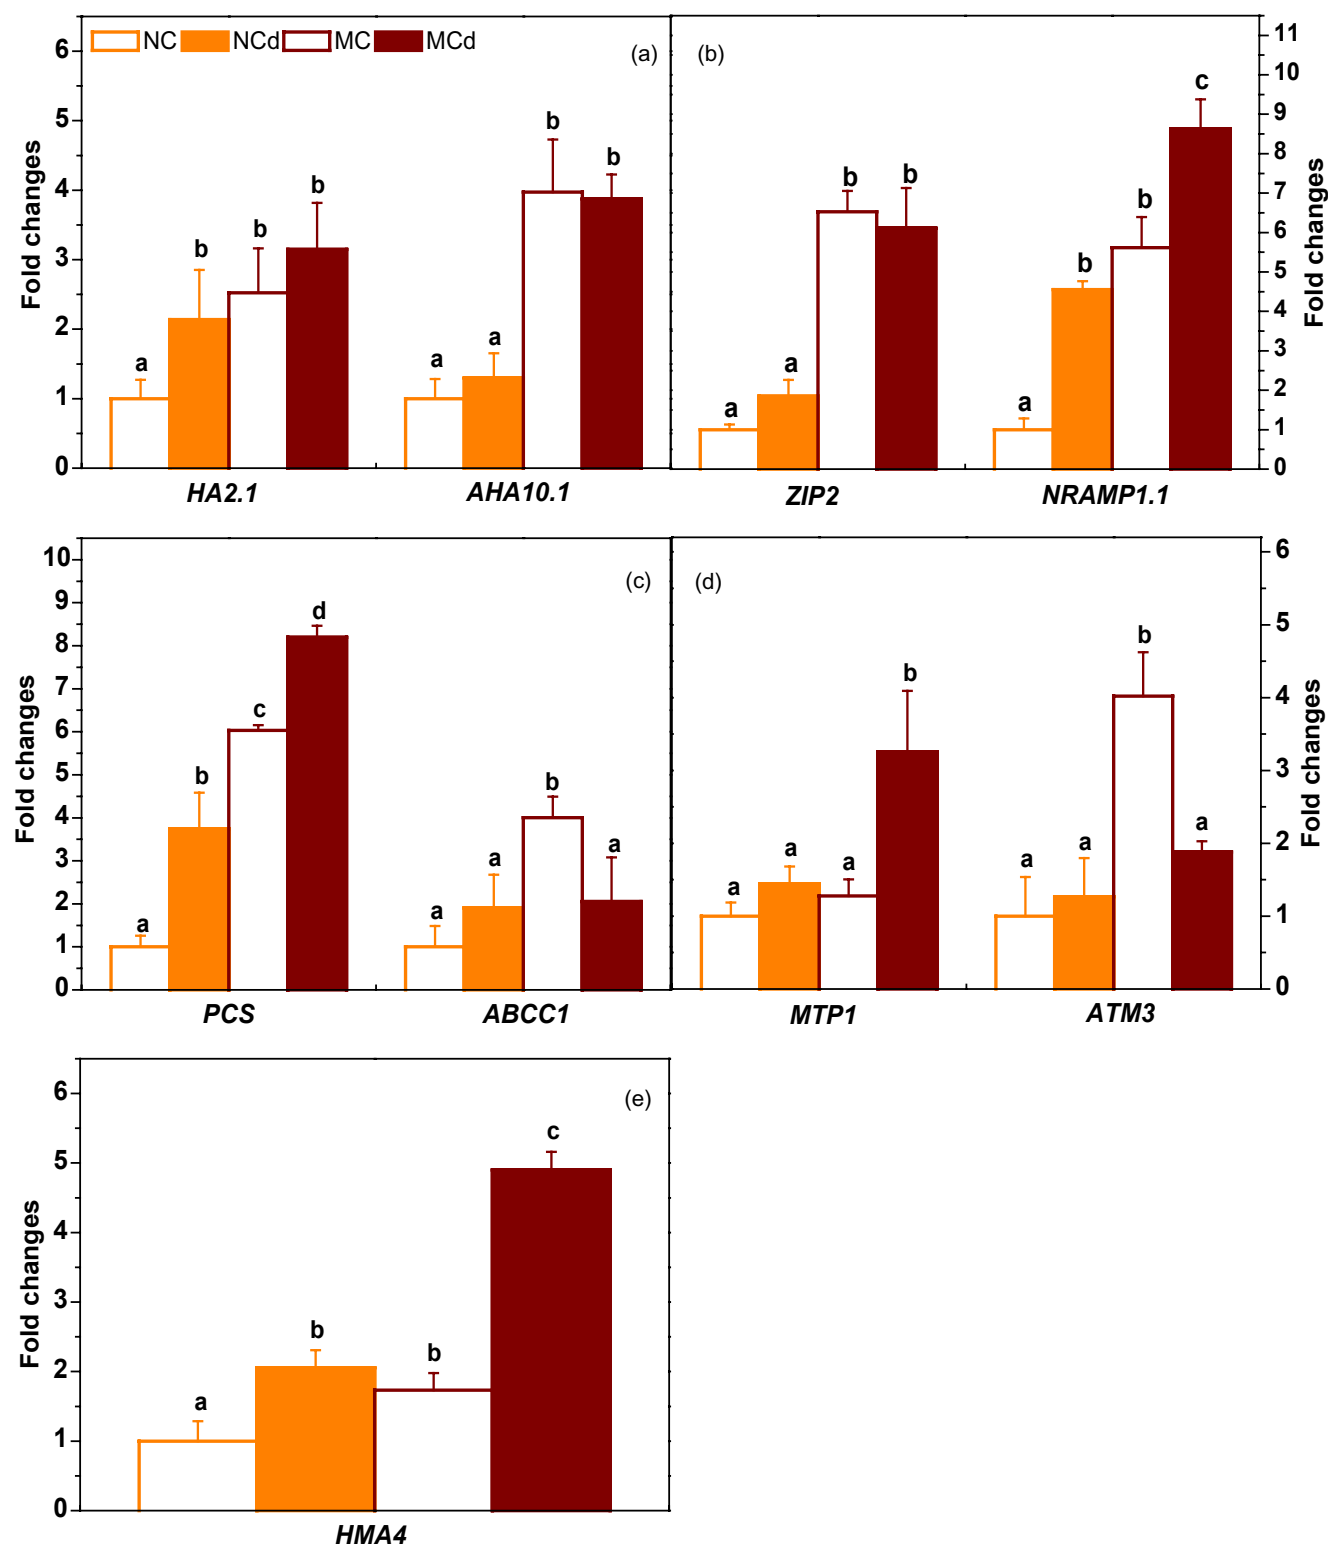 NC NCd MC MCd
(a)
Fold changes
6
5
4
3
2
1
0
a b b b
a a b b
HA2.1 AHA10.1
(b)
Fold changes
11
10
9
8
7
6
5
4
3
2
1
0
a a b b
a b b c
ZIP2 NRAMP1.1
(c)
Fold changes
10
9
8
7
6
5
4
3
2
1
0
a b c d
a a b a
PCS ABCC1
(d)
Fold changes
6
5
4
3
2
1
0
a a a b
a a b a
MTP1 ATM3
(e)
Fold changes
6
5
4
3
2
1
0
a b b c
HMA4